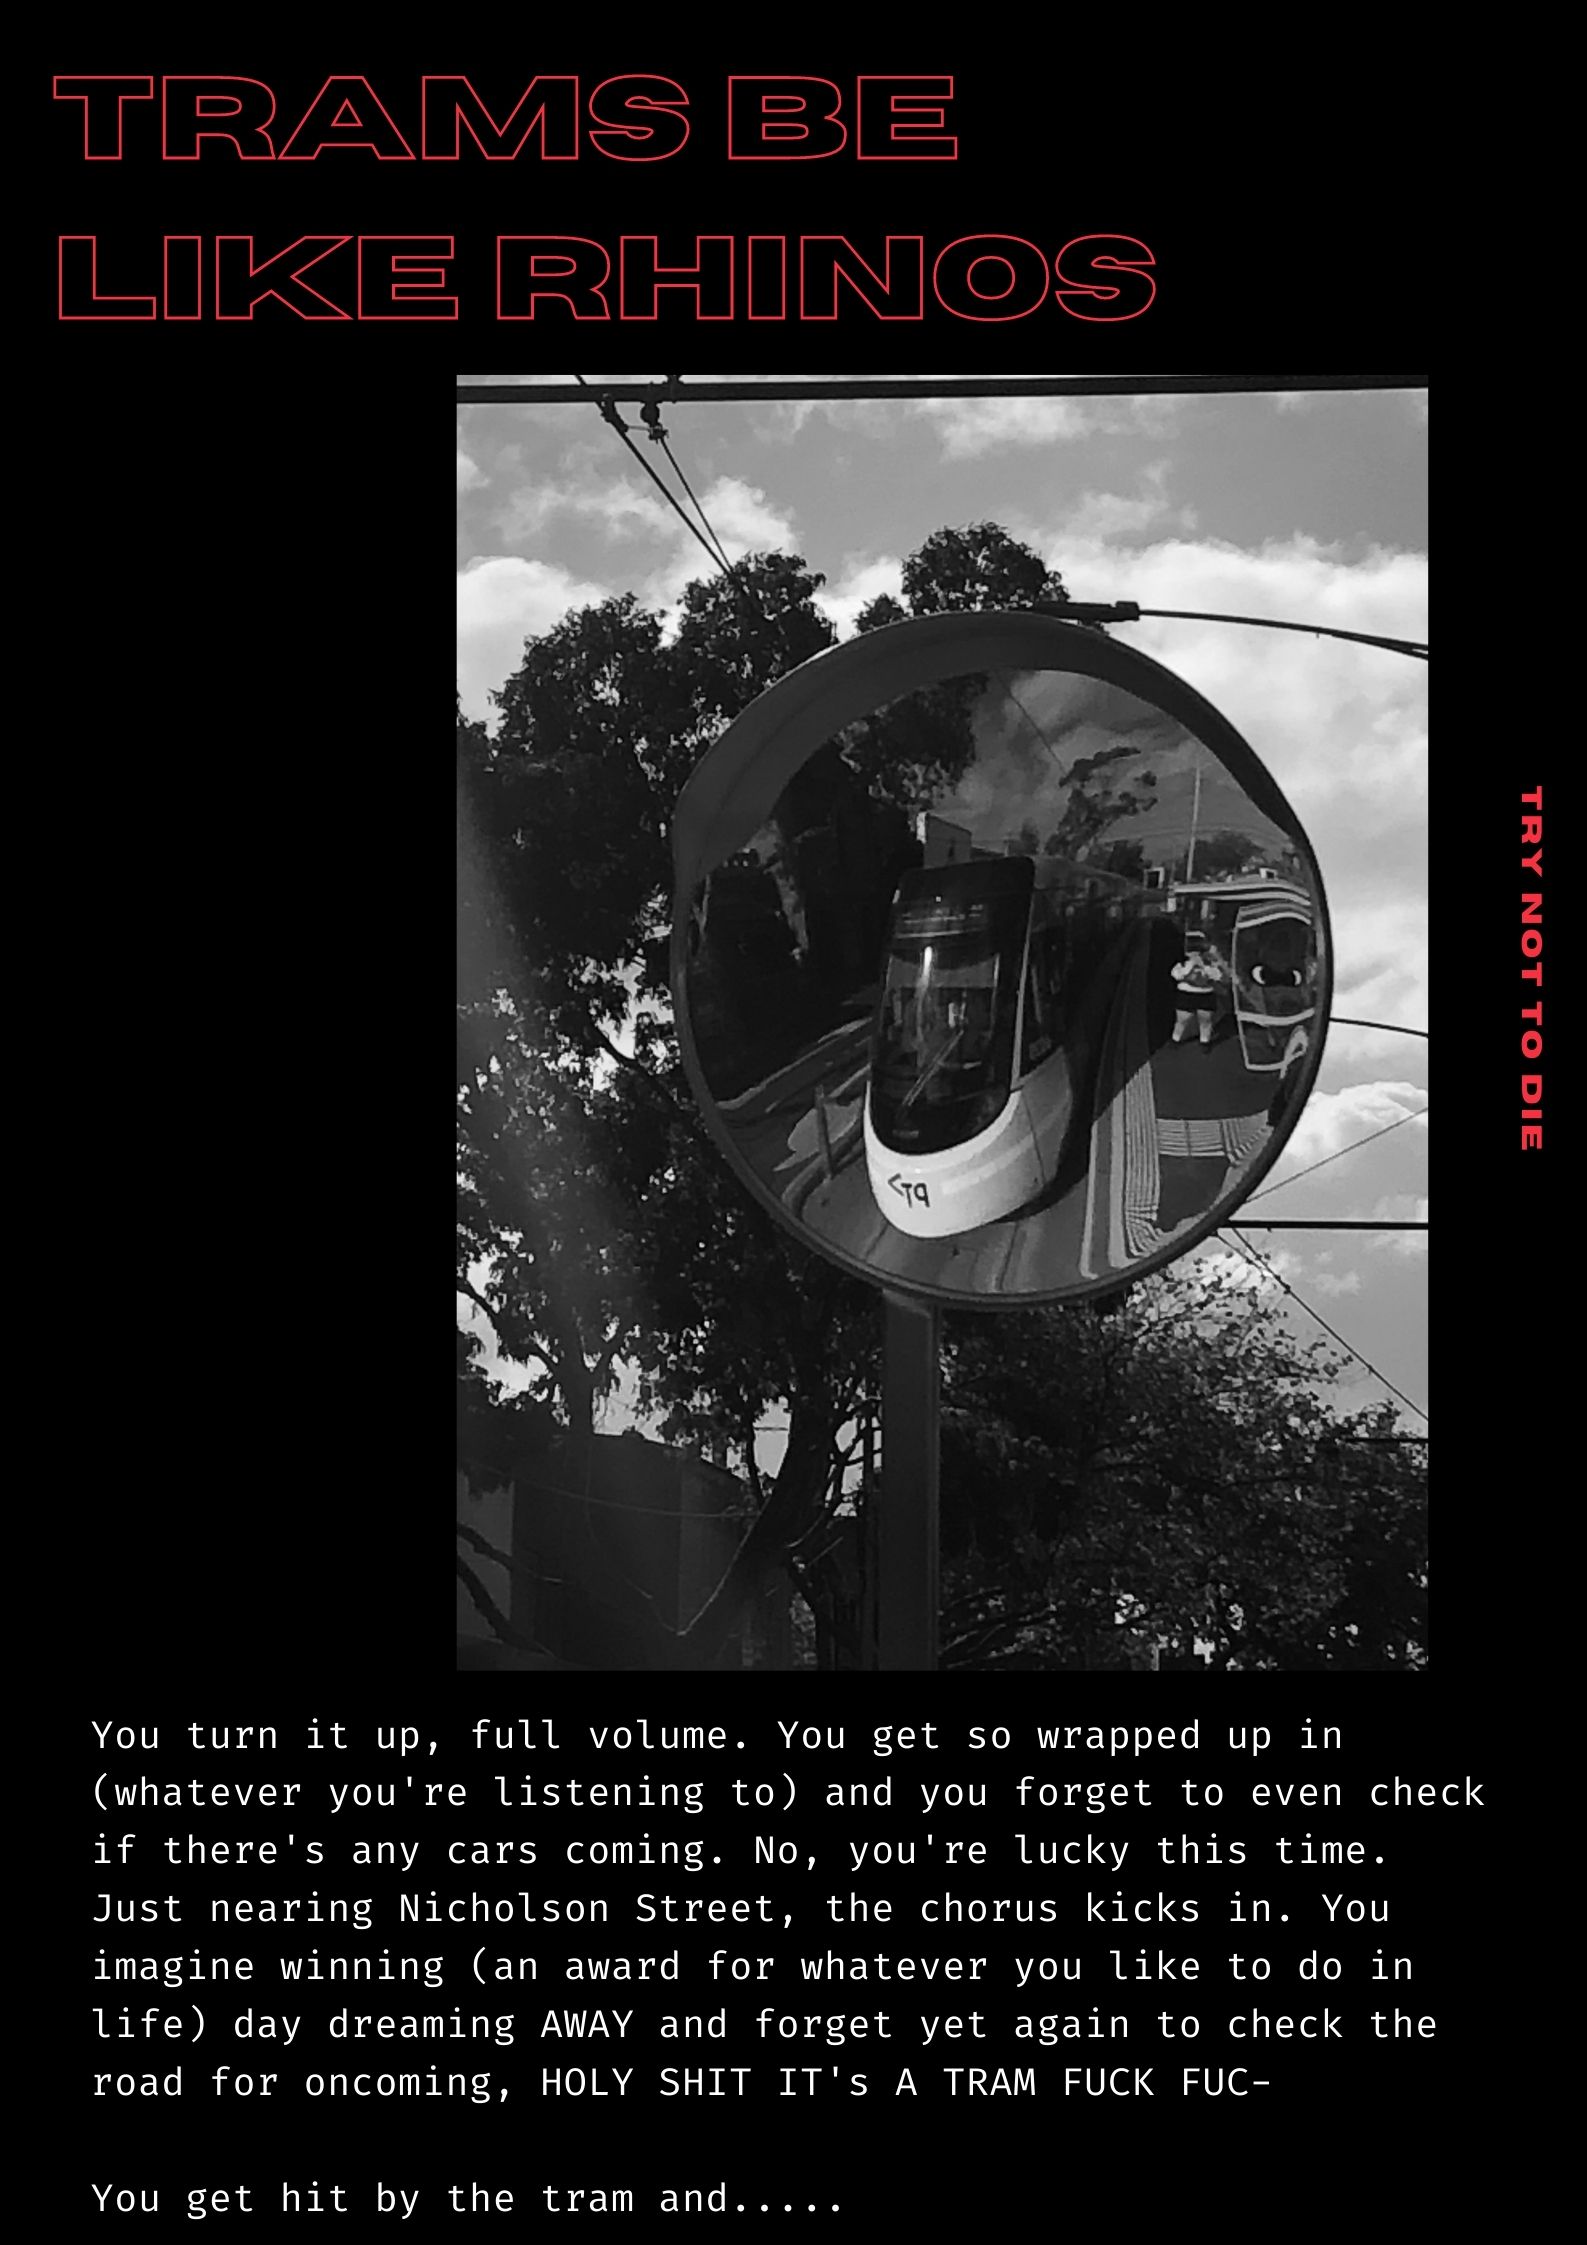 TRAMS BE
LIKE RHINOS
TRY NOT TO DIE
You turn it up, full volume. You get so wrapped up in
(whatever you're listening to) and you forget to even check
if there's any cars coming. No, you're lucky this time.
Just nearing Nicholson Street, the chorus kicks in. You
imagine winning (an award for whatever you like to do in
life) day dreaming AWAY and forget yet again to check the
road for oncoming, HOLY SHIT IT's A TRAM FUCK FUC-
You get hit by the tram and.....